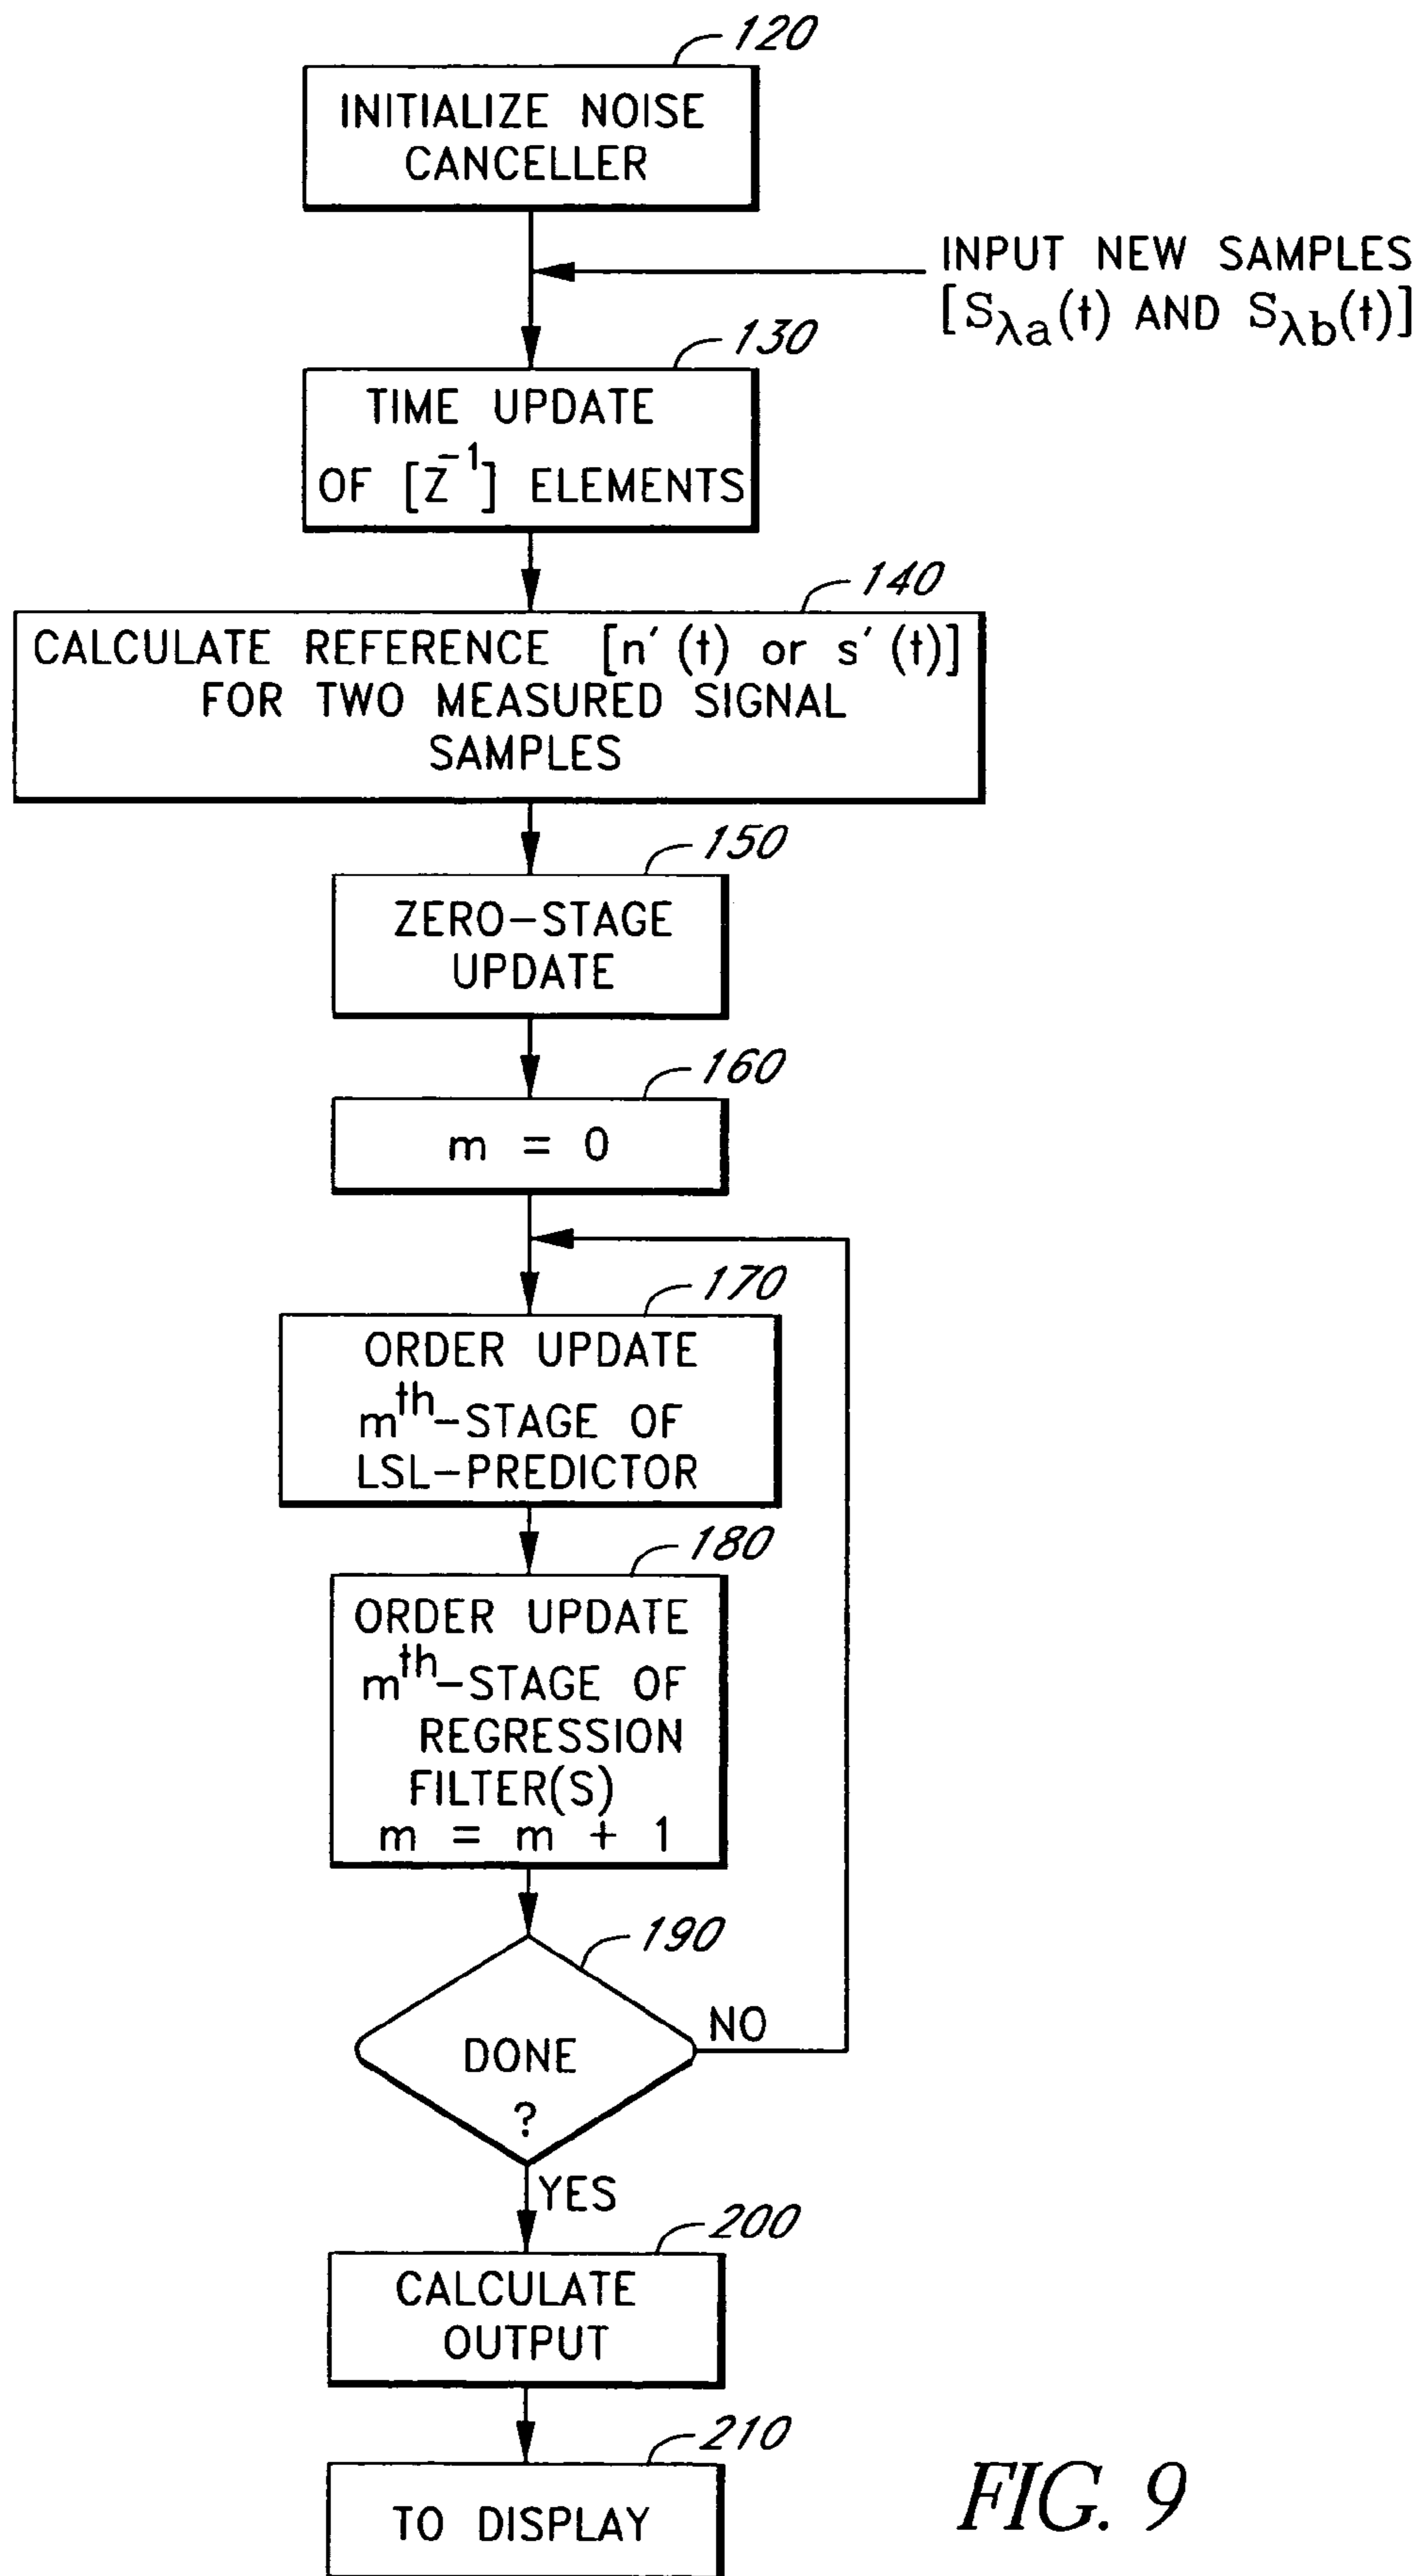 120
INITIALIZE NOISE
CANCELLER
INPUT NEW SAMPLES
[S_λa(t) AND S_λb(t)]
130
TIME UPDATE
OF [Z^-1] ELEMENTS
140
CALCULATE REFERENCE [n'(t) or s'(t)]
FOR TWO MEASURED SIGNAL
SAMPLES
150
ZERO-STAGE
UPDATE
160
m = 0
170
ORDER UPDATE
m^th-STAGE OF
LSL-PREDICTOR
180
ORDER UPDATE
m^th-STAGE OF
REGRESSION
FILTER(S)
m = m + 1
190
DONE
?
NO
YES
200
CALCULATE
OUTPUT
210
TO DISPLAY
FIG. 9